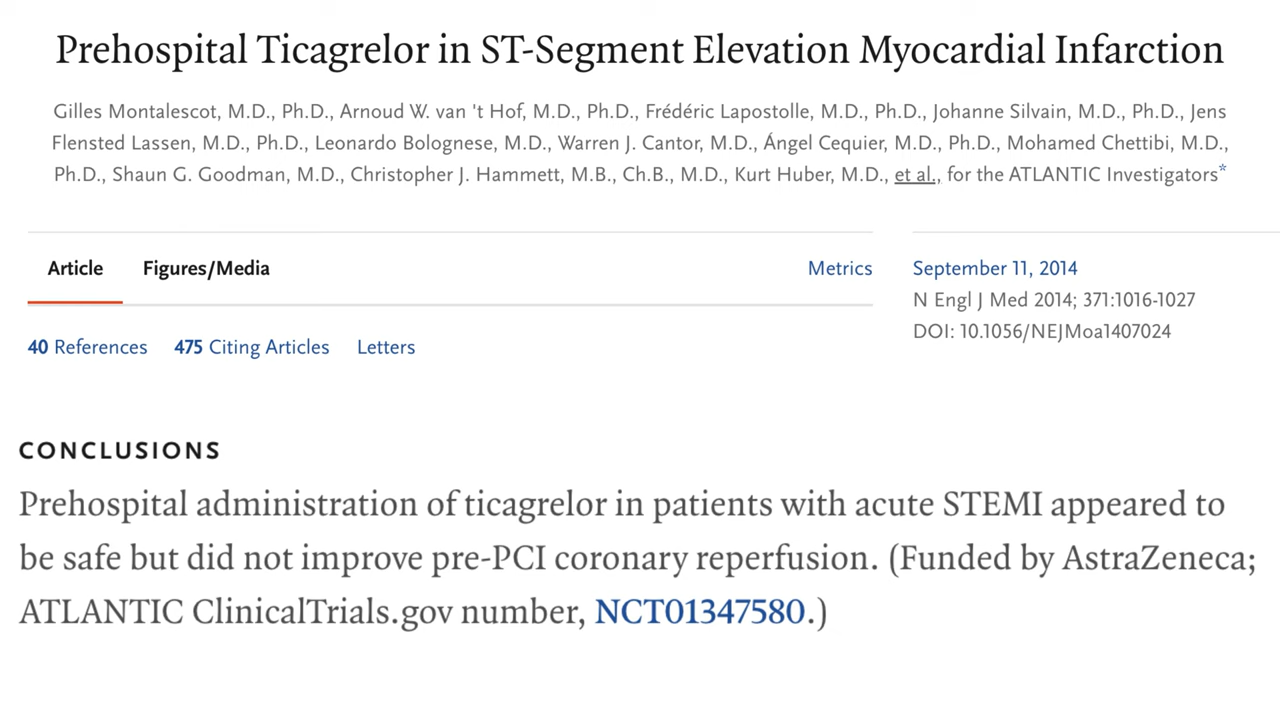 Prehospital Ticagrelor in ST-Segment Elevation Myocardial Infarction
Gilles Montalescot, M.D., Ph.D., Arnoud W. van 't Hof, M.D., Ph.D., Frédéric Lapostolle, M.D., Ph.D., Johanne Silvain, M.D., Ph.D., Jens
Flensted Lassen, M.D., Ph.D., Leonardo Bolognese, M.D., Warren J. Cantor, M.D., Ángel Cequier, M.D., Ph.D., Mohamed Chettibi, M.D.,
Ph.D., Shaun G. Goodman, M.D., Christopher J. Hammett, M.B., Ch.B., M.D., Kurt Huber, M.D., et al., for the ATLANTIC Investigators*
Article Figures/Media Metrics
September 11, 2014
N Engl J Med 2014; 371:1016-1027
DOI: 10.1056/NEJMoa1407024
40 References 475 Citing Articles Letters
CONCLUSIONS
Prehospital administration of ticagrelor in patients with acute STEMI appeared to
be safe but did not improve pre-PCI coronary reperfusion. (Funded by AstraZeneca;
ATLANTIC ClinicalTrials.gov number, NCT01347580.)